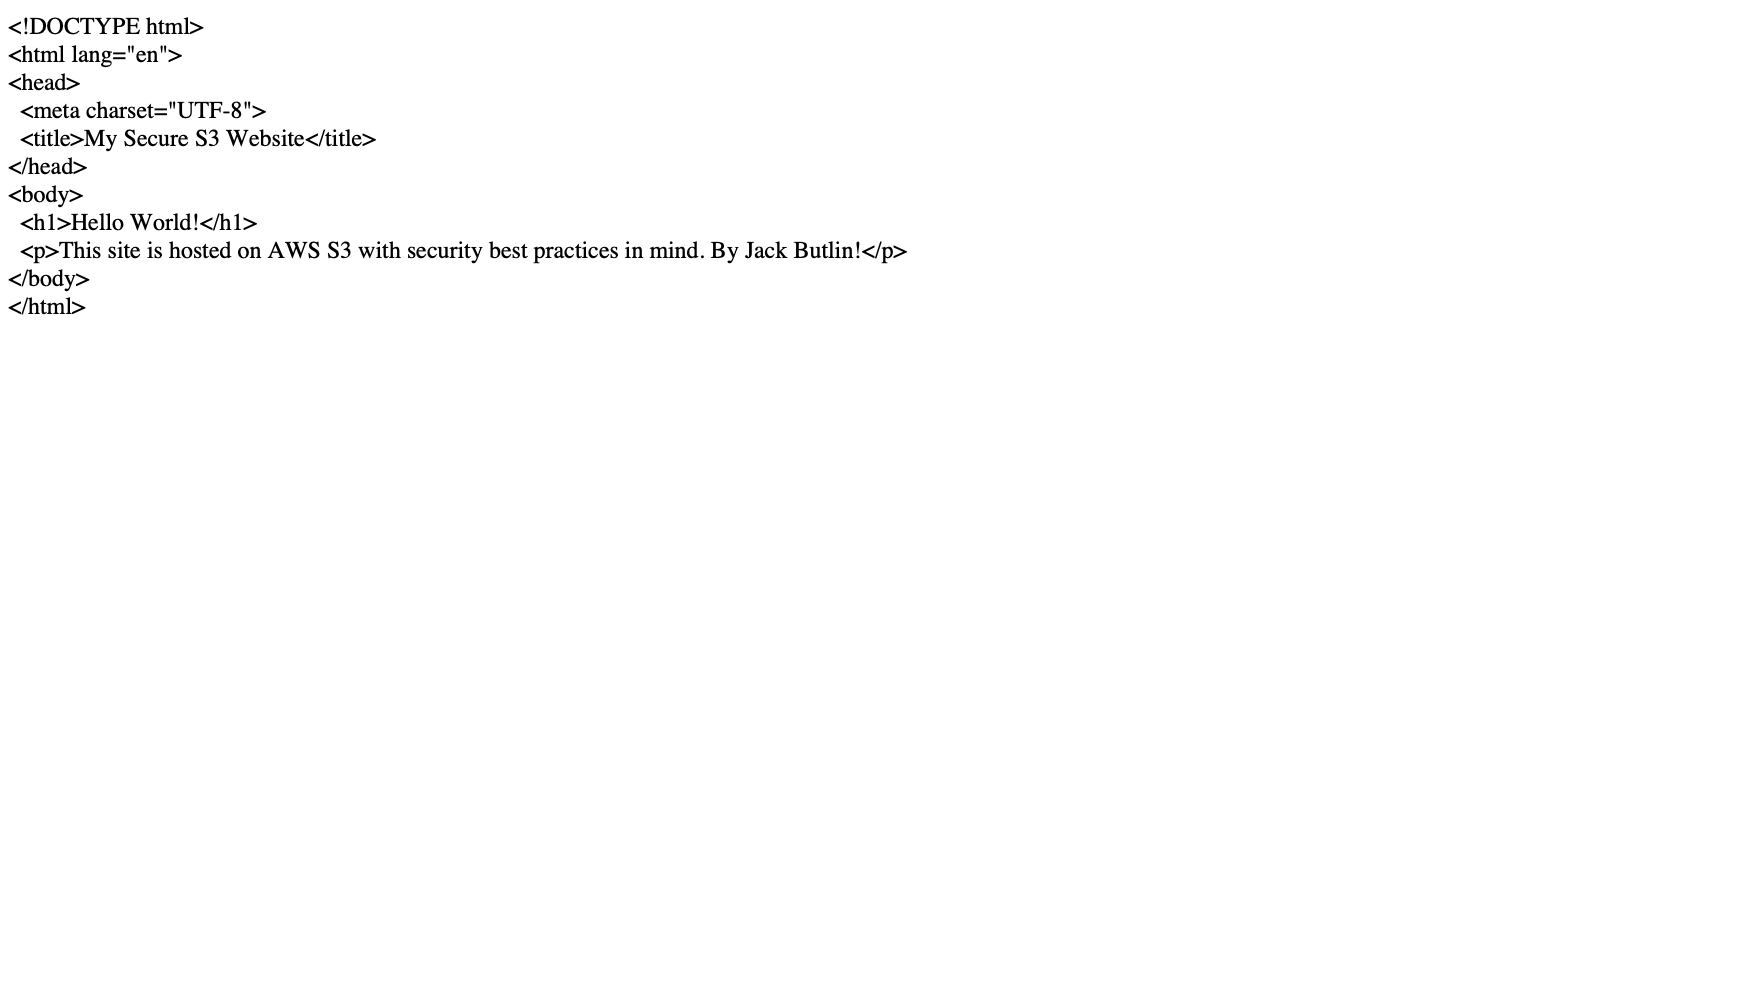 <!DOCTYPE html>
<html lang="en">
<head>
  <meta charset="UTF-8">
  <title>My Secure S3 Website</title>
</head>
<body>
  <h1>Hello World!</h1>
  <p>This site is hosted on AWS S3 with security best practices in mind. By Jack Butlin!</p>
</body>
</html>